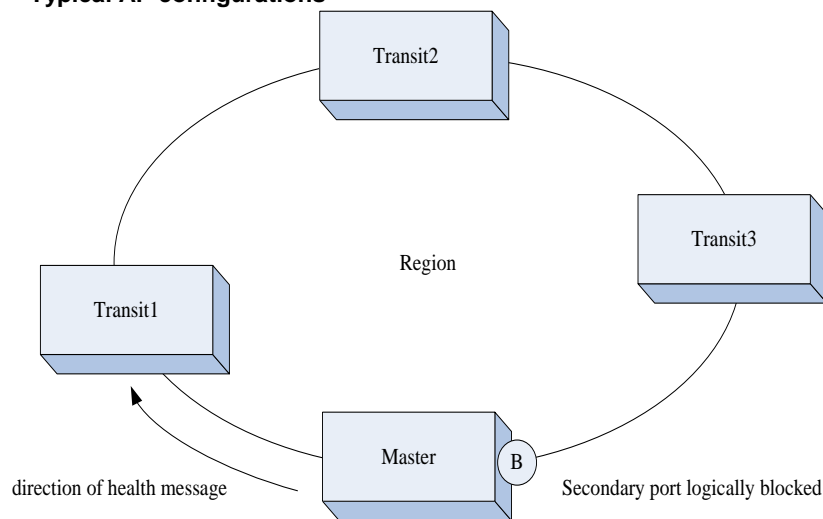 Transit2
Transit3
Region
Transit1
Master
B
direction of health message
Secondary port logically blocked